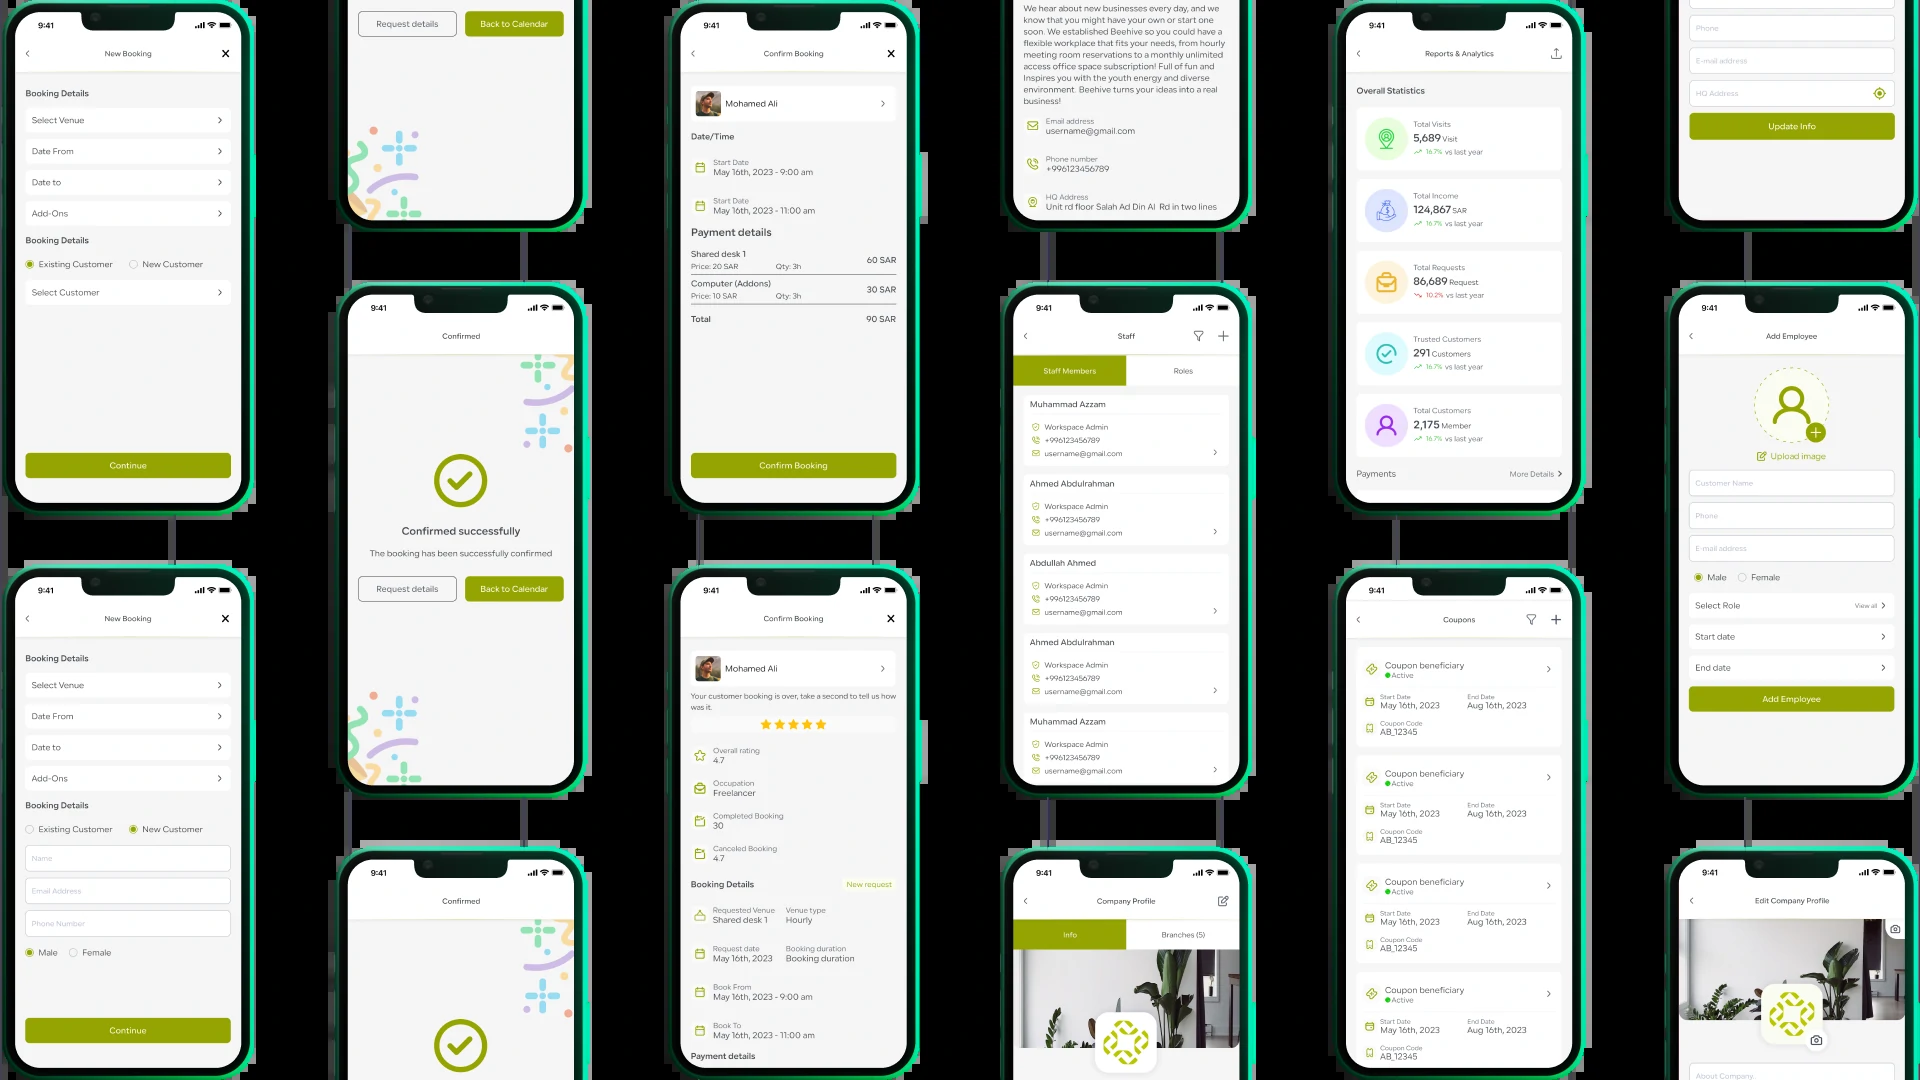 9:41
New Booking
Booking Details
Select Venue
Date From
Date to
Add-Ons
Booking Details
Existing Customer
New Customer
Select Customer
Continue
9:41
New Booking
Booking Details
Select Venue
Date From
Date to
Add-Ons
Booking Details
Existing Customer
New Customer
Name
Email Address
Phone Number
Male
Female
Continue
Request details
Back to Calendar
9:41
Confirmed
Confirmed successfully
The booking has been successfully confirmed
Request details
Back to Calendar
9:41
Confirmed
9:41
Confirm Booking
Mohamed Ali
Date/Time
Start Date
May 16th, 2023 - 9:00 am
Start Date
May 16th, 2023 - 11:00 am
Payment details
Shared desk 1
60 SAR
Price: 20 SAR
Qty: 3h
Computer (Addons)
30 SAR
Price: 10 SAR
Qty: 3h
Total
90 SAR
Confirm Booking
9:41
Confirm Booking
Mohamed Ali
Your customer booking is over, take a second to tell us how
was it.
Overall rating
4.7
Occupation
Freelancer
Completed Booking
30
Canceled Booking
4.7
Booking Details
New request
Requested Venue
Venue type
Shared desk 1
Hourly
Request date
Booking duration
May 16th, 2023
Booking duration
Book From
May 16th, 2023 - 9:00 am
Book To
May 16th, 2023 - 11:00 am
Payment details
We hear about new businesses every day, and we
know that you might have your own or start one
soon. We established Beehive so you could have a
flexible workplace that fits your needs, from hourly
meeting room reservations to a monthly unlimited
access office space subscription! Full of fun and
Inspires you with the youth energy and diverse
environment. Beehive turns your ideas into a real
business!
Email address
username@gmail.com
Phone number
+996123456789
HQ Address
Unit rd floor Salah Ad Din Al Rd in two lines
9:41
Staff
Staff Members
Roles
Muhammad Azzam
Workspace Admin
+996123456789
username@gmail.com
Ahmed Abdulrahman
Workspace Admin
+996123456789
username@gmail.com
Abdullah Ahmed
Workspace Admin
+996123456789
username@gmail.com
Ahmed Abdulrahman
Workspace Admin
+996123456789
username@gmail.com
Muhammad Azzam
Workspace Admin
+996123456789
username@gmail.com
9:41
Company Profile
Info
Branches (5)
9:41
Reports & Analytics
Overall Statistics
Total Visits
5,689 Visit
16.7% vs last year
Total Income
124,867 SAR
16.7% vs last year
Total Requests
86,689 Request
10.2% vs last year
Trusted Customers
291 Customers
16.7% vs last year
Total Customers
2,175 Member
16.7% vs last year
Payments
More Details
9:41
Coupons
Coupon beneficiary
Active
Start Date
End Date
May 16th, 2023
Aug 16th, 2023
Coupon Code
AB_12345
Coupon beneficiary
Active
Start Date
End Date
May 16th, 2023
Aug 16th, 2023
Coupon Code
AB_12345
Coupon beneficiary
Active
Start Date
End Date
May 16th, 2023
Aug 16th, 2023
Coupon Code
AB_12345
Coupon beneficiary
Active
Start Date
End Date
May 16th, 2023
Aug 16th, 2023
Coupon Code
AB_12345
Phone
E-mail address
HQ Address
Update Info
9:41
Add Employee
Upload image
Customer Name
Phone
E-mail address
Male
Female
Select Role
View all
Start date
End date
Add Employee
9:41
Edit Company Profile
About Company..